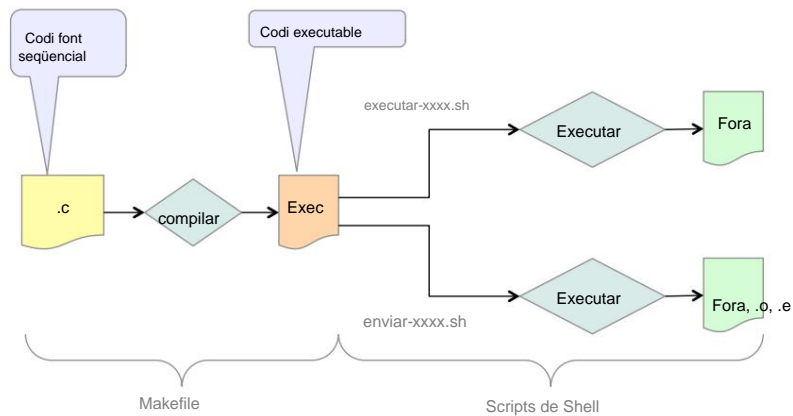 Codi font
seqüencial
Codi executable
executar-xxxx.sh
Executar
Fora
.c
compilar
Exec
Executar
Fora, .o, .e
enviar-xxxx.sh
Makefile
Scripts de Shell